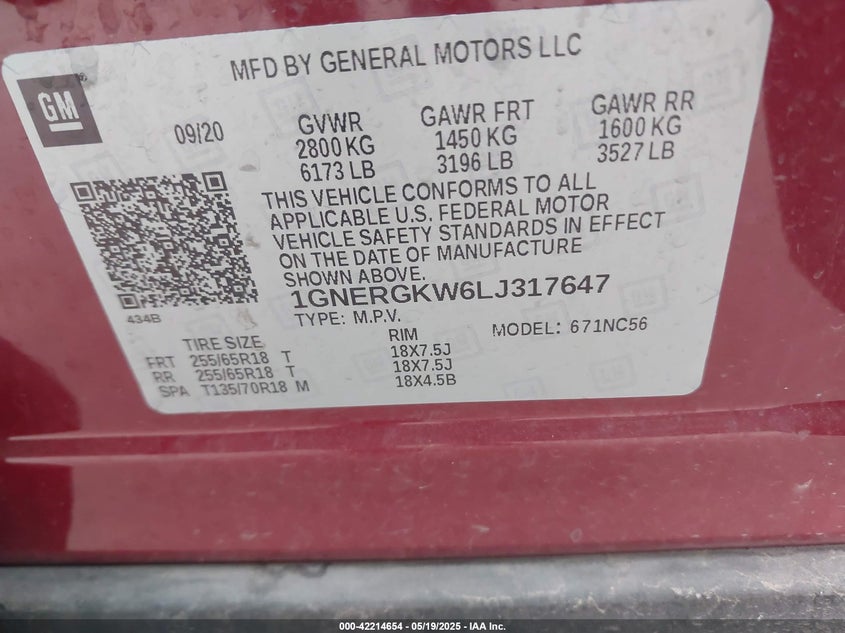 MFD BY GENERAL MOTORS LLC
GM
09/20
GVWR
2800 KG
6173 LB
GAWR FRT
1450 KG
3196 LB
GAWR RR
1600 KG
3527 LB
THIS VEHICLE CONFORMS TO ALL
APPLICABLE U.S. FEDERAL MOTOR
VEHICLE SAFETY STANDARDS IN EFFECT
ON THE DATE OF MANUFACTURE
SHOWN ABOVE.
1GNERGKW6LJ317647
434B
TYPE: M.P.V.
MODEL: 671NC56
TIRE SIZE RIM
FRT 255/65R18 T 18X7.5J
RR 255/65R18 T 18X7.5J
SPA T135/70R18 M 18X4.5B
000-42214654 - 05/19/2025 - IAA Inc.